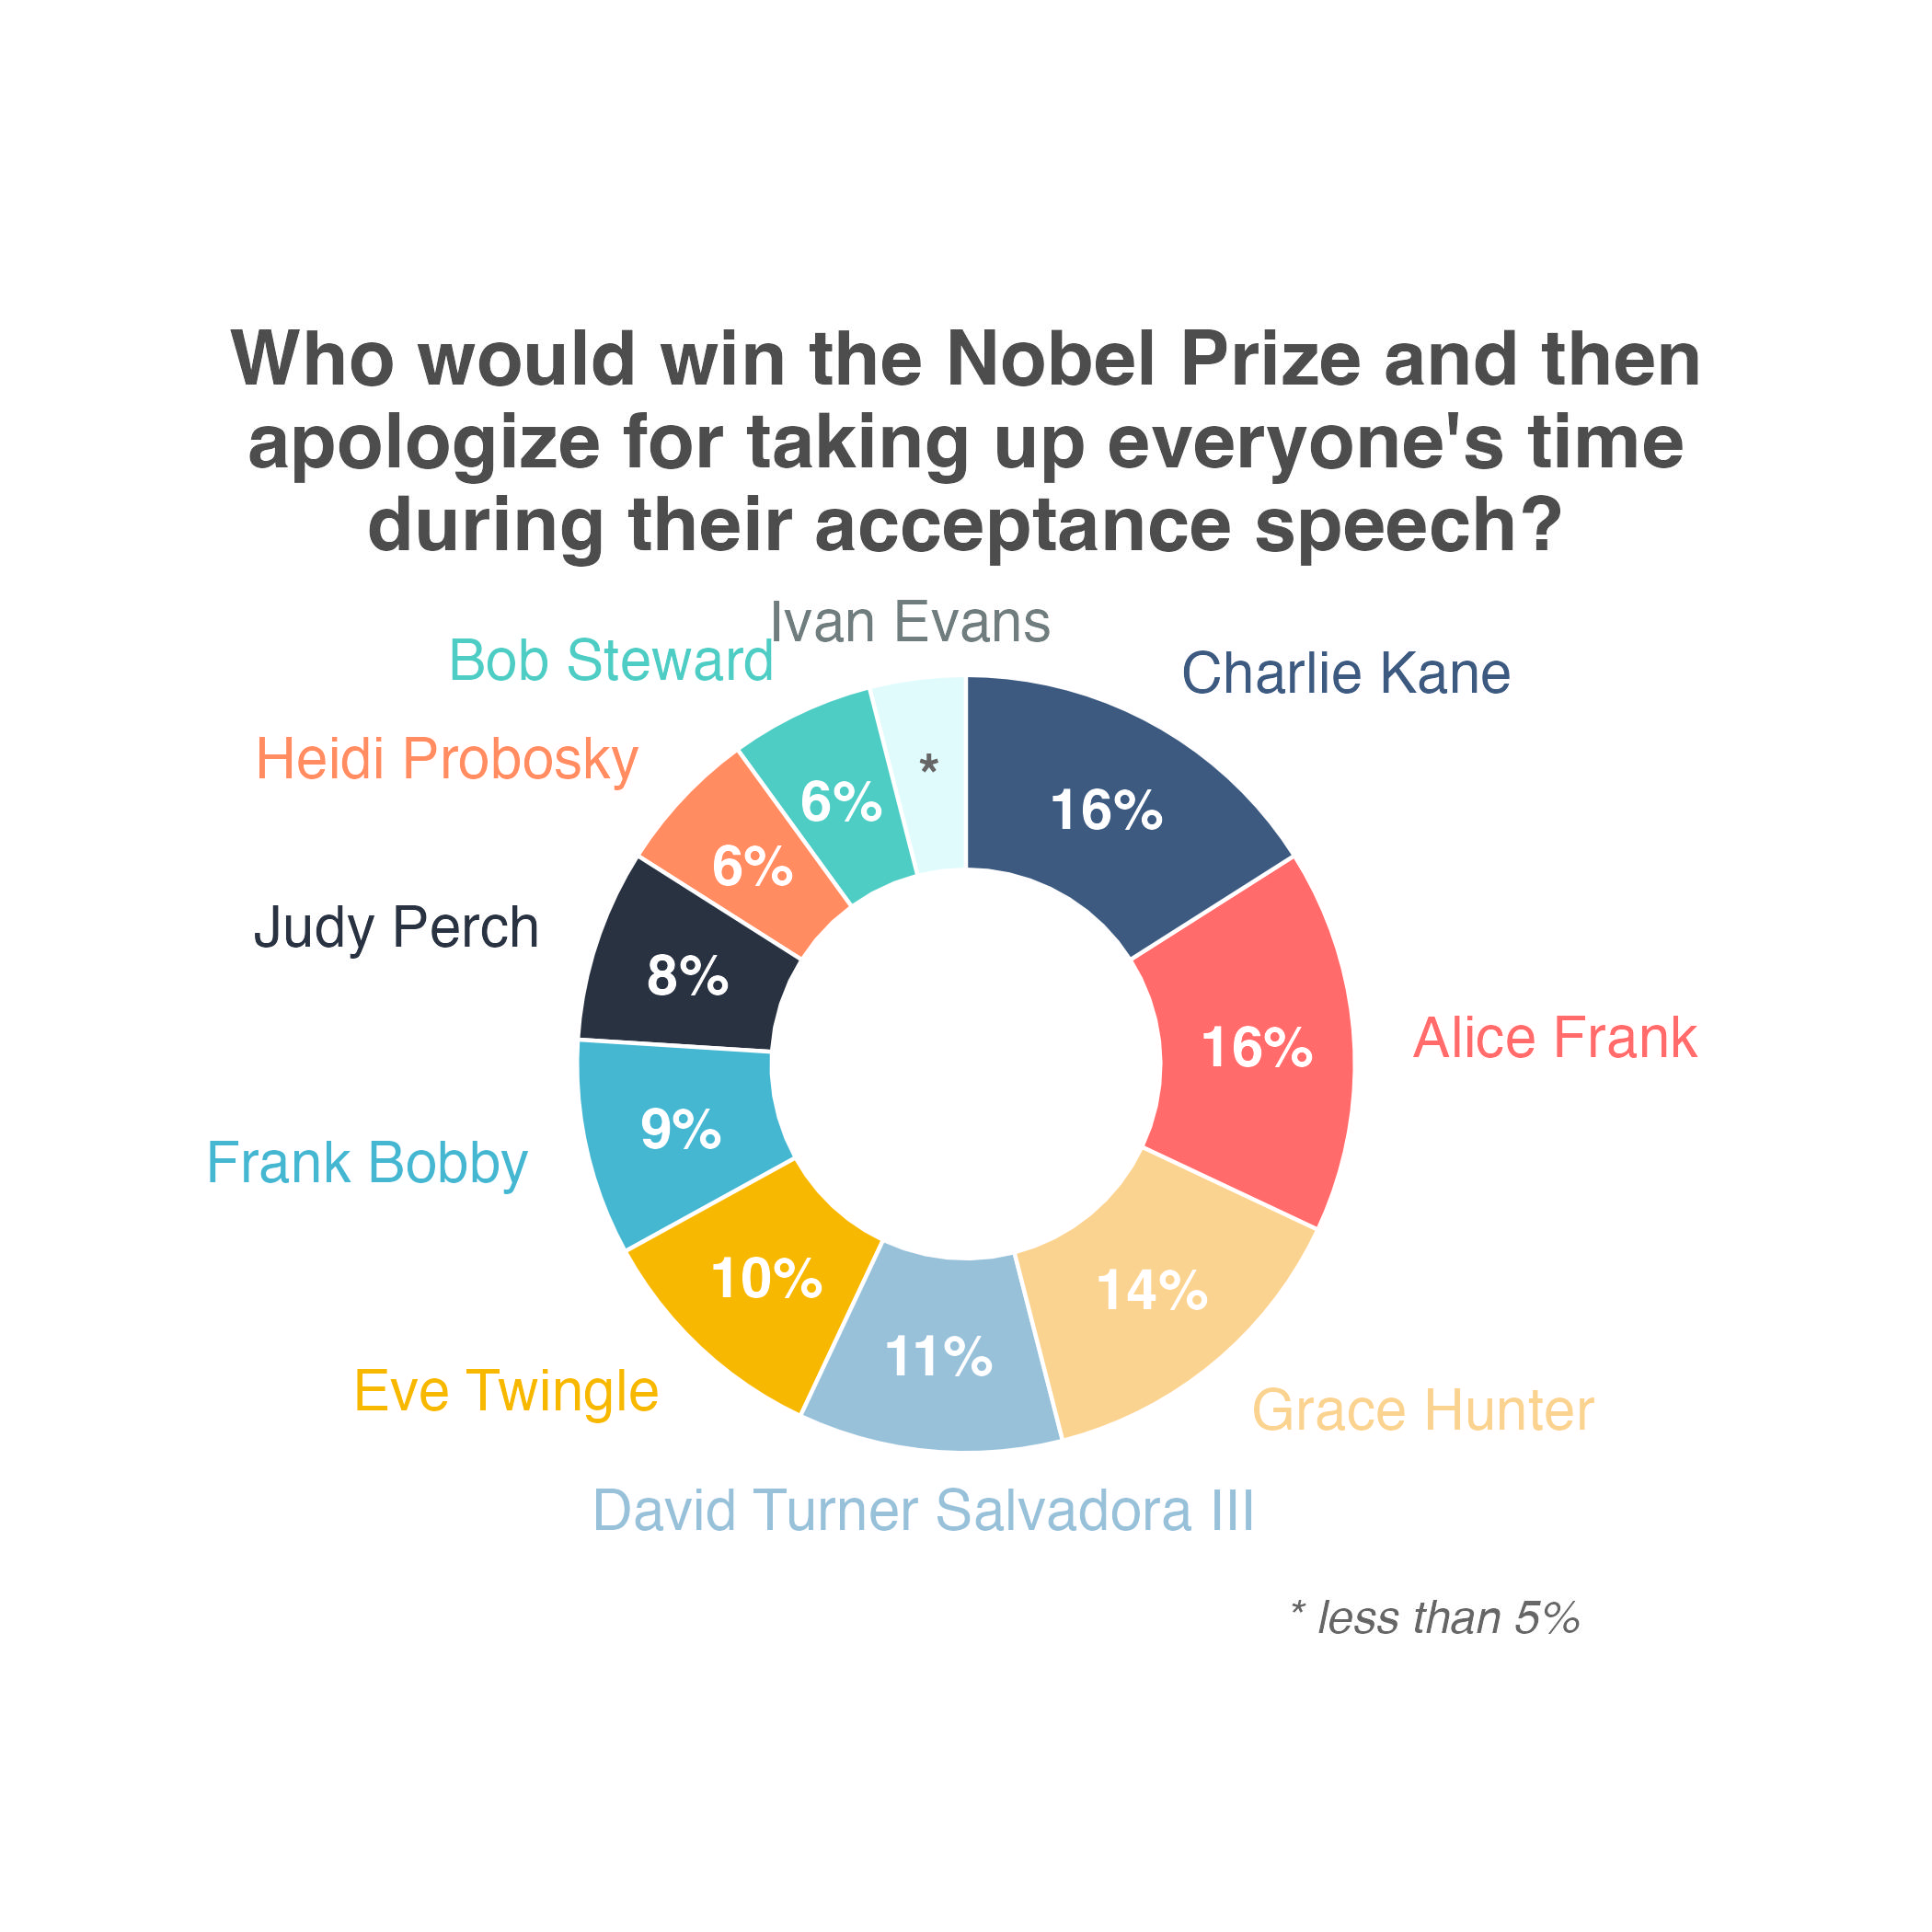 Who would win the Nobel Prize and then
apologize for taking up everyone's time
during their acceptance speech?
Ivan Evans
Bob Steward
Charlie Kane
Heidi Probosky
*
6%
16%
6%
Judy Perch
8%
Alice Frank
16%
Frank Bobby
9%
10%
14%
11%
Eve Twingle
Grace Hunter
David Turner Salvadora III
* less than 5%